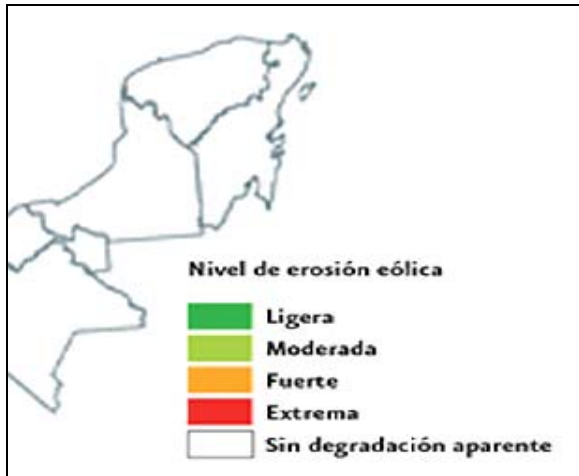 Nivel de erosión eólica
Ligera
Moderada
Fuerte
Extrema
Sin degradación aparente